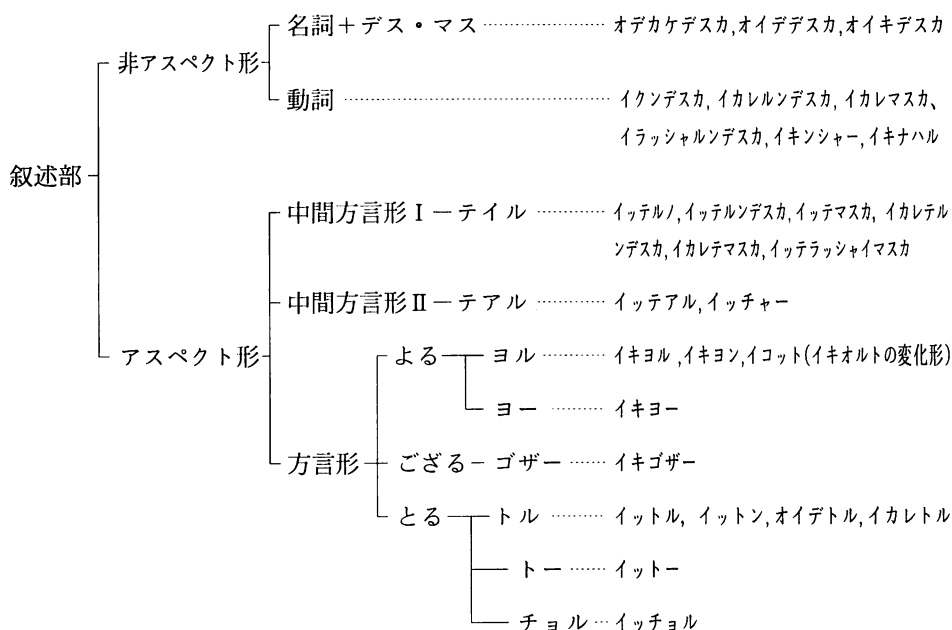 名詞＋デス・マス ………… オデカケデスカ,オイデデスカ,オイキデスカ
非アスペクト形
動詞 ………… イクンデスカ,イカレルンデスカ,イカレマスカ、
イラッシャルンデスカ,イキンシャー,イキナハル
叙述部
中間方言形Ⅰ－テイル ………… イッテルノ,イッテルンデスカ,イッテマスカ,イカレテル
ンデスカ,イカレテマスカ,イッテラッシャイマスカ
中間方言形Ⅱ－テアル ………… イッテアル,イッチャー
アスペクト形
よる ヨル ………… イキヨル,イキヨン,イコット(イキオルトの変化形)
ヨー ……… イキヨー
方言形 ござる－ゴザー …… イキゴザー
とる トル ……… イットル, イットン,オイデトル,イカレトル
トー …… イットー
チョル … イッチョル